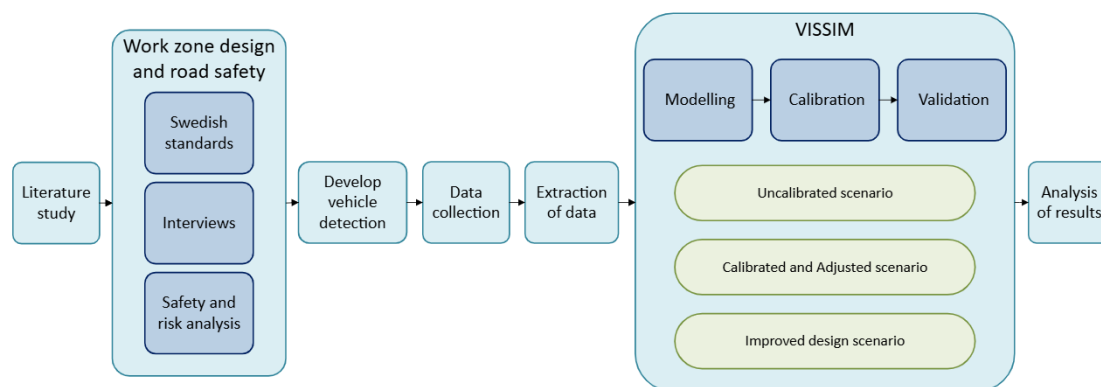 Literature
study
Work zone design
and road safety
Swedish
standards
Interviews
Safety and
risk analysis
Develop
vehicle
detection
Data
collection
Extraction
of data
VISSIM
Modelling
Calibration
Validation
Uncalibrated scenario
Calibrated and Adjusted scenario
Improved design scenario
Analysis
of results